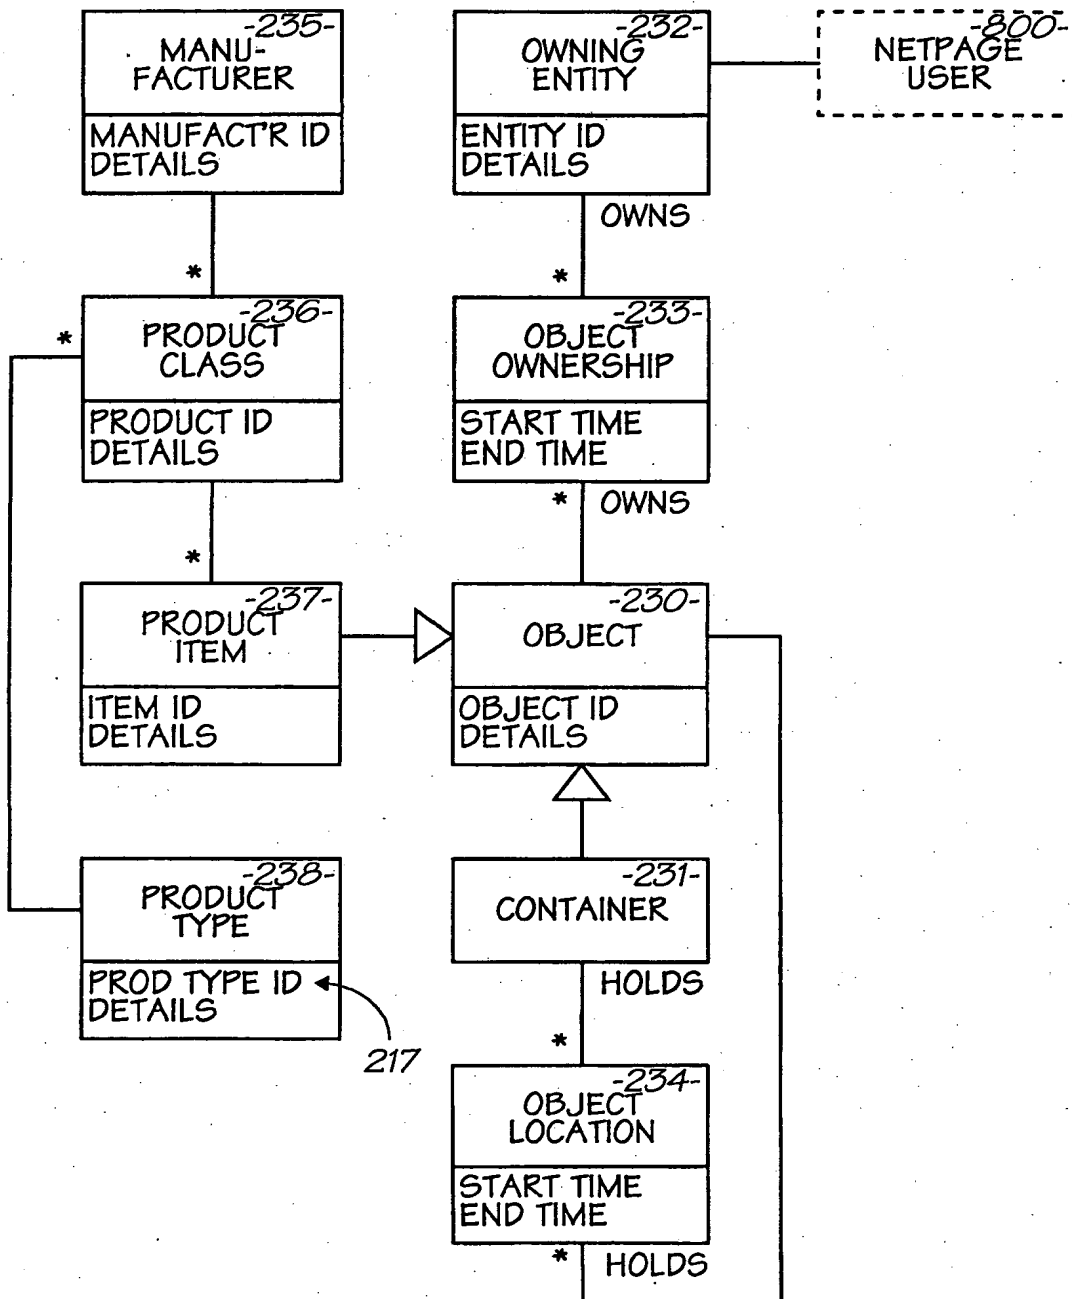 -235-
MANU-
FACTURER
MANUFACT'R ID
DETAILS
-232-
OWNING
ENTITY
ENTITY ID
DETAILS
-800-
NETPAGE
USER
OWNS
*
*
-236-
PRODUCT
CLASS
PRODUCT ID
DETAILS
*
-233-
OBJECT
OWNERSHIP
START TIME
END TIME
* OWNS
*
-237-
PRODUCT
ITEM
ITEM ID
DETAILS
-230-
OBJECT
OBJECT ID
DETAILS
-238-
PRODUCT
TYPE
PROD TYPE ID
DETAILS
217
-231-
CONTAINER
HOLDS
*
-234-
OBJECT
LOCATION
START TIME
END TIME
* HOLDS